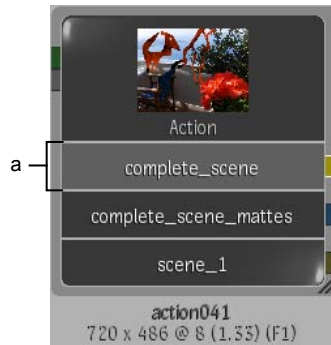 Action
a
complete_scene
complete_scene_mattes
scene_1
action041
720 x 486 @ 8 (1.33) (F1)